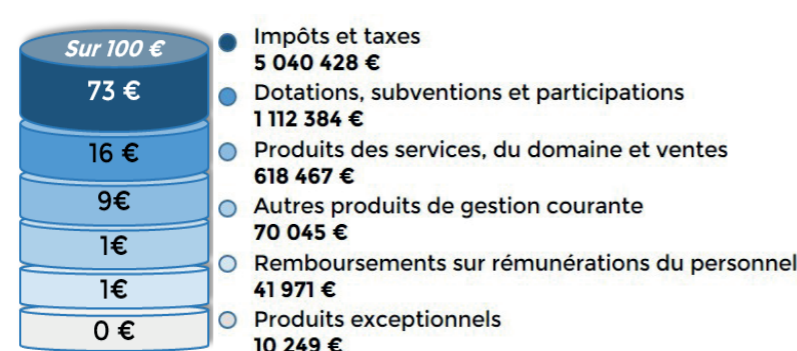 Sur 100 €
73 €
16 €
9€
1€
1€
0 €
Impôts et taxes
5 040 428 €
Dotations, subventions et participations
1 112 384 €
Produits des services, du domaine et ventes
618 467 €
Autres produits de gestion courante
70 045 €
Remboursements sur rémunérations du personnel
41 971 €
Produits exceptionnels
10 249 €